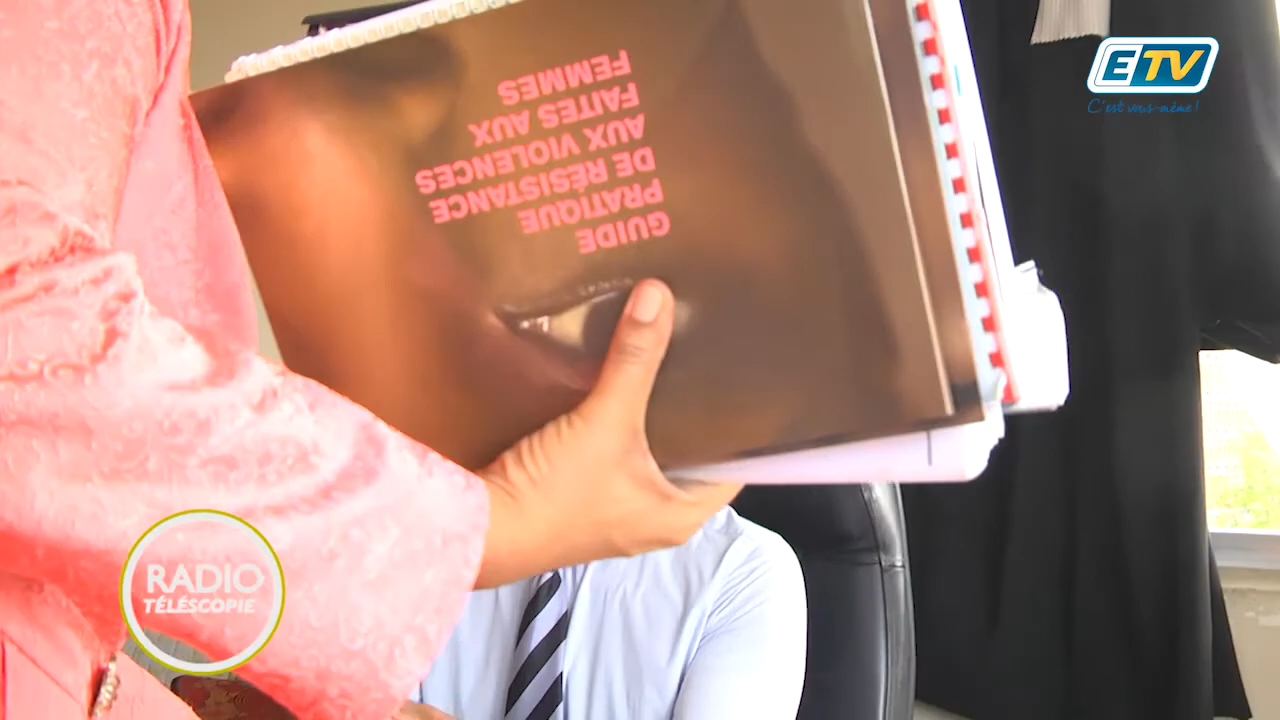 GUIDE
PRATIQUE
DE RÉSISTANCE
AUX VIOLENCES
FAITES AUX
FEMMES
ETV
C'est vous-même !
RADIO
TÉLÉSCOPIE